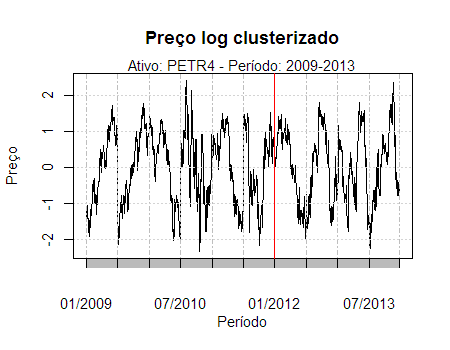 Preço log clusterizado
Ativo: PETR4 - Período: 2009-2013
Preço
2
1
0
-1
-2
01/2009 07/2010 01/2012 07/2013
Período